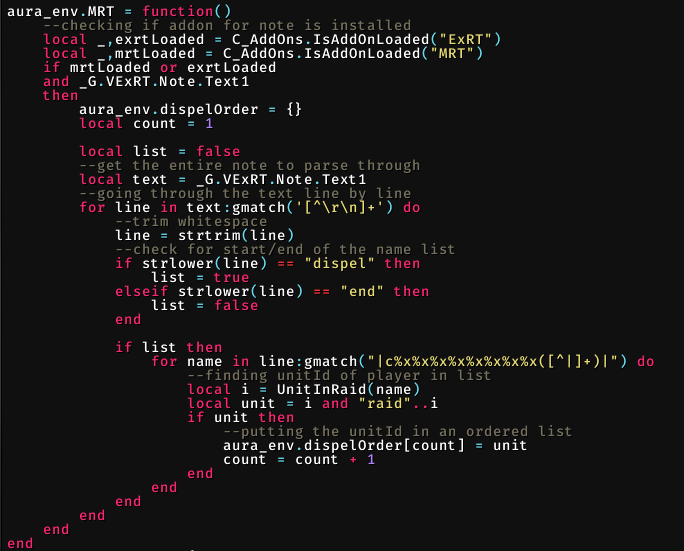 aura_env.MRT = function()
    --checking if addon for note is installed
    local _,exrtLoaded = C_AddOns.IsAddOnLoaded("ExRT")
    local _,mrtLoaded = C_AddOns.IsAddOnLoaded("MRT")
    if mrtLoaded or exrtLoaded
    and _G.VExRT.Note.Text1
    then
        aura_env.dispelOrder = {}
        local count = 1

        local list = false
        --get the entire note to parse through
        local text = _G.VExRT.Note.Text1
        --going through the text line by line
        for line in text:gmatch('[^\r\n]+') do
            --trim whitespace
            line = strtrim(line)
            --check for start/end of the name list
            if strlower(line) == "dispel" then
                list = true
            elseif strlower(line) == "end" then
                list = false
            end

            if list then
                for name in line:gmatch("|c%x%x%x%x%x%x%x%x([^|]+)|") do
                    --finding unitId of player in list
                    local i = UnitInRaid(name)
                    local unit = i and "raid"..i
                    if unit then
                        --putting the unitId in an ordered list
                        aura_env.dispelOrder[count] = unit
                        count = count + 1
                    end
                end
            end
        end
    end
end